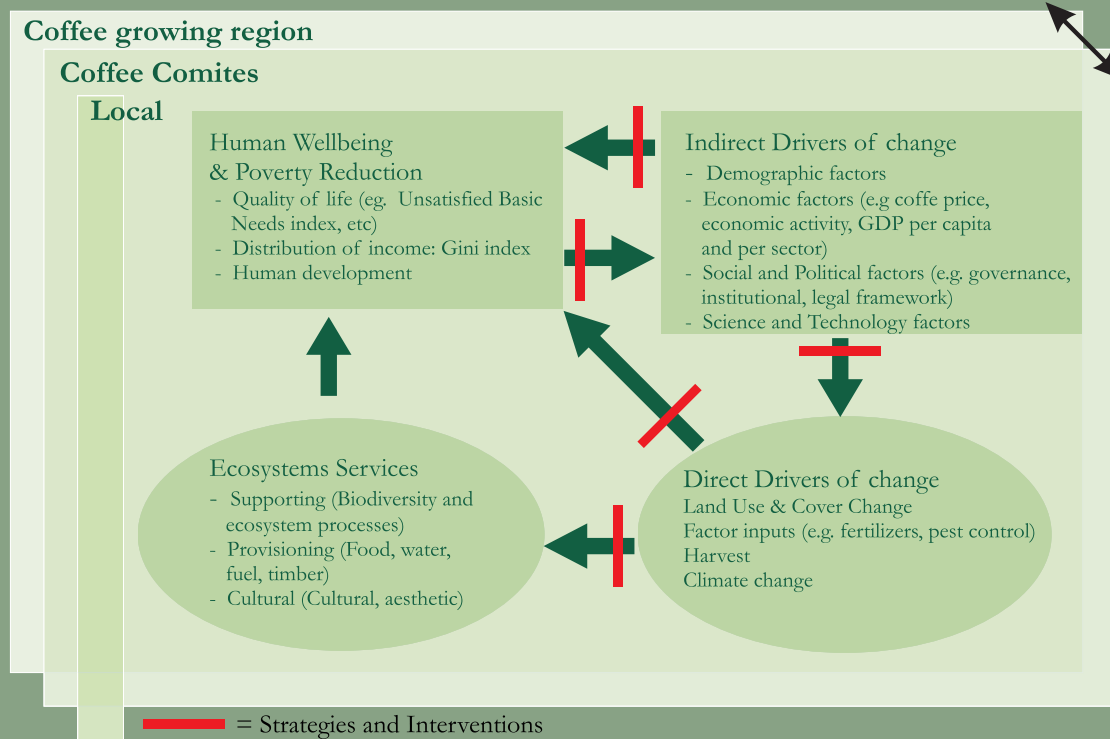 Coffee growing region
Coffee Comites
Local
Human Wellbeing
& Poverty Reduction
- Quality of life (eg. Unsatisfied Basic
Needs index, etc)
- Distribution of income: Gini index
- Human development
Indirect Drivers of change
- Demographic factors
- Economic factors (e.g coffe price,
economic activity, GDP per capita
and per sector)
- Social and Political factors (e.g. governance,
institutional, legal framework)
- Science and Technology factors
Ecosystems Services
- Supporting (Biodiversity and
ecosystem processes)
- Provisioning (Food, water,
fuel, timber)
- Cultural (Cultural, aesthetic)
Direct Drivers of change
Land Use & Cover Change
Factor inputs (e.g. fertilizers, pest control)
Harvest
Climate change
= Strategies and Interventions